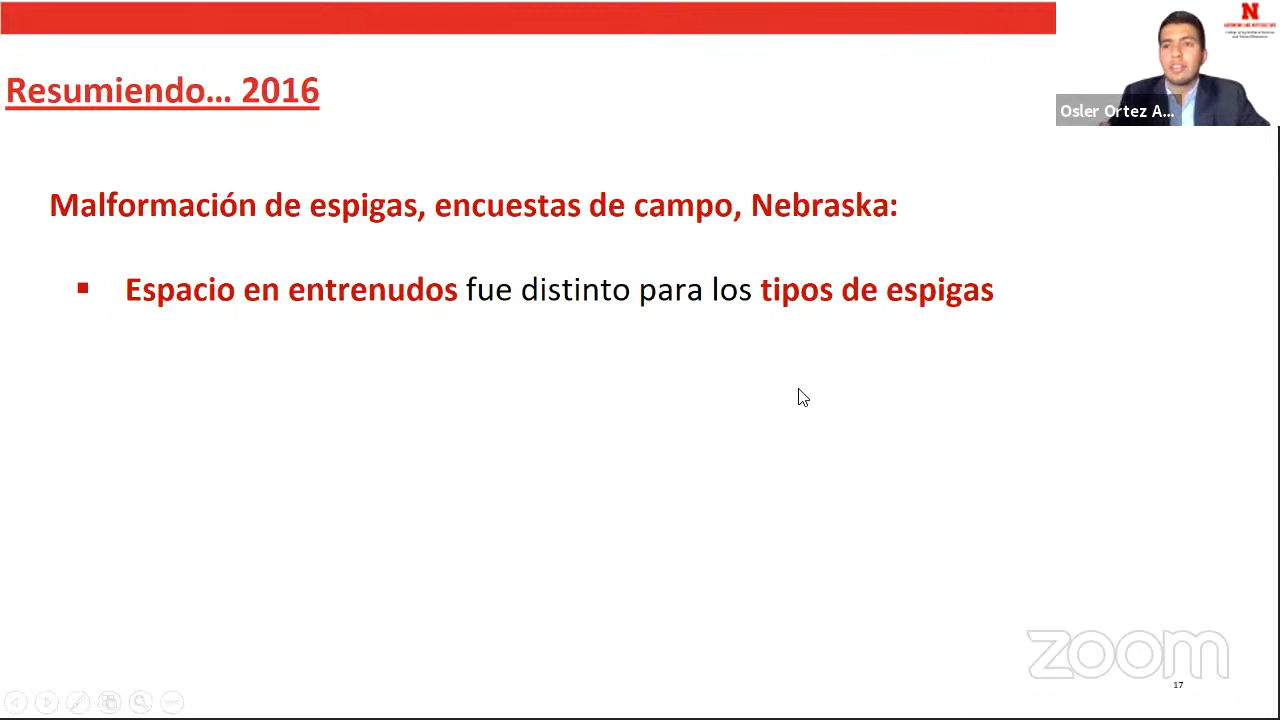 Resumiendo... 2016
Osler Ortez A...
Malformación de espigas, encuestas de campo, Nebraska:
Espacio en entrenudos fue distinto para los tipos de espigas
zoom
17
N